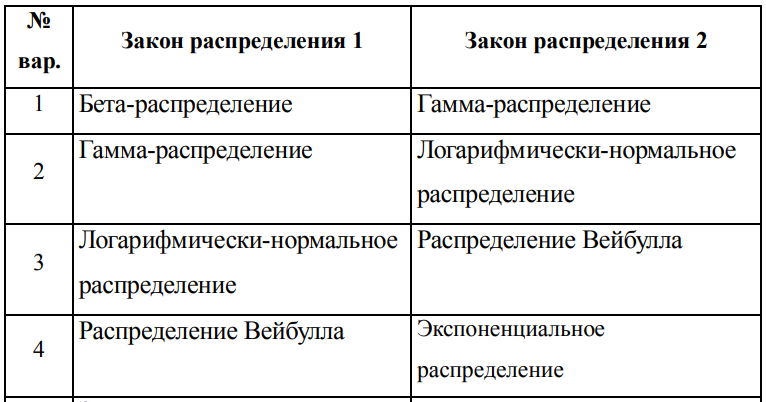 №
вар.
Закон распределения 1
Закон распределения 2
1
Бета-распределение
Гамма-распределение
2
Гамма-распределение
Логарифмически-нормальное
распределение
3
Логарифмически-нормальное
распределение
Распределение Вейбулла
4
Распределение Вейбулла
Экспоненциальное
распределение